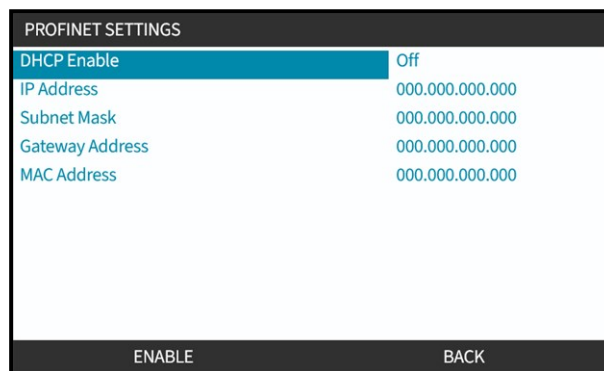 PROFINET SETTINGS
DHCP Enable Off
IP Address 000.000.000.000
Subnet Mask 000.000.000.000
Gateway Address 000.000.000.000
MAC Address 000.000.000.000
ENABLE BACK